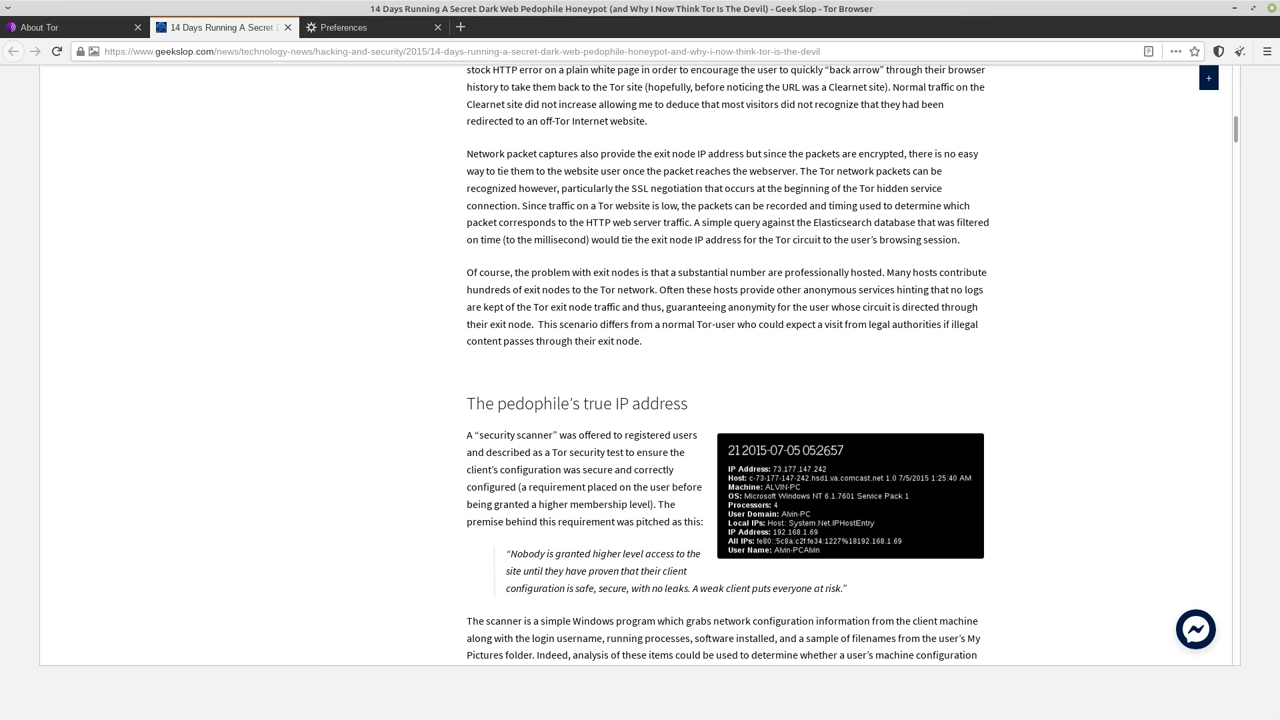 14 Days Running A Secret Dark Web Pedophile Honeypot (and Why I Now Think Tor Is The Devil) - Geek Slop - Tor Browser
About Tor
14 Days Running A Secret D
Preferences
https://www.geekslop.com/news/technology-news/hacking-and-security/2015/14-days-running-a-secret-dark-web-pedophile-honeypot-and-why-i-now-think-tor-is-the-devil
stock HTTP error on a plain white page in order to encourage the user to quickly “back arrow” through their browser
history to take them back to the Tor site (hopefully, before noticing the URL was a Clearnet site). Normal traffic on the
Clearnet site did not increase allowing me to deduce that most visitors did not recognize that they had been
redirected to an off-Tor Internet website.
Network packet captures also provide the exit node IP address but since the packets are encrypted, there is no easy
way to tie them to the website user once the packet reaches the webserver. The Tor network packets can be
recognized however, particularly the SSL negotiation that occurs at the beginning of the Tor hidden service
connection. Since traffic on a Tor website is low, the packets can be recorded and timing used to determine which
packet corresponds to the HTTP web server traffic. A simple query against the Elasticsearch database that was filtered
on time (to the millisecond) would tie the exit node IP address for the Tor circuit to the user’s browsing session.
Of course, the problem with exit nodes is that a substantial number are professionally hosted. Many hosts contribute
hundreds of exit nodes to the Tor network. Often these hosts provide other anonymous services hinting that no logs
are kept of the Tor exit node traffic and thus, guaranteeing anonymity for the user whose circuit is directed through
their exit node.  This scenario differs from a normal Tor-user who could expect a visit from legal authorities if illegal
content passes through their exit node.
The pedophile’s true IP address
A “security scanner” was offered to registered users
and described as a Tor security test to ensure the
client’s configuration was secure and correctly
configured (a requirement placed on the user before
being granted a higher membership level). The
premise behind this requirement was pitched as this:
21 2015-07-05 05:26:57
IP Address: 73.177.147.242
Host: c-73-177-147-242.hsd1.va.comcast.net 1.0 7/5/2015 1:25:40 AM
Machine: ALVIN-PC
OS: Microsoft Windows NT 6.1.7601 Service Pack 1
Processors: 4
User Domain: Alvin-PC
Local IPs: Host: System.Net.IPHostEntry
IP Address: 192.168.1.69
All IPs: fe80::5c8a:c2f:fe34:1227%18192.168.1.69
User Name: Alvin-PCAlvin
“Nobody is granted higher level access to the
site until they have proven that their client
configuration is safe, secure, with no leaks. A weak client puts everyone at risk.”
The scanner is a simple Windows program which grabs network configuration information from the client machine
along with the login username, running processes, software installed, and a sample of filenames from the user’s My
Pictures folder. Indeed, analysis of these items could be used to determine whether a user’s machine configuration